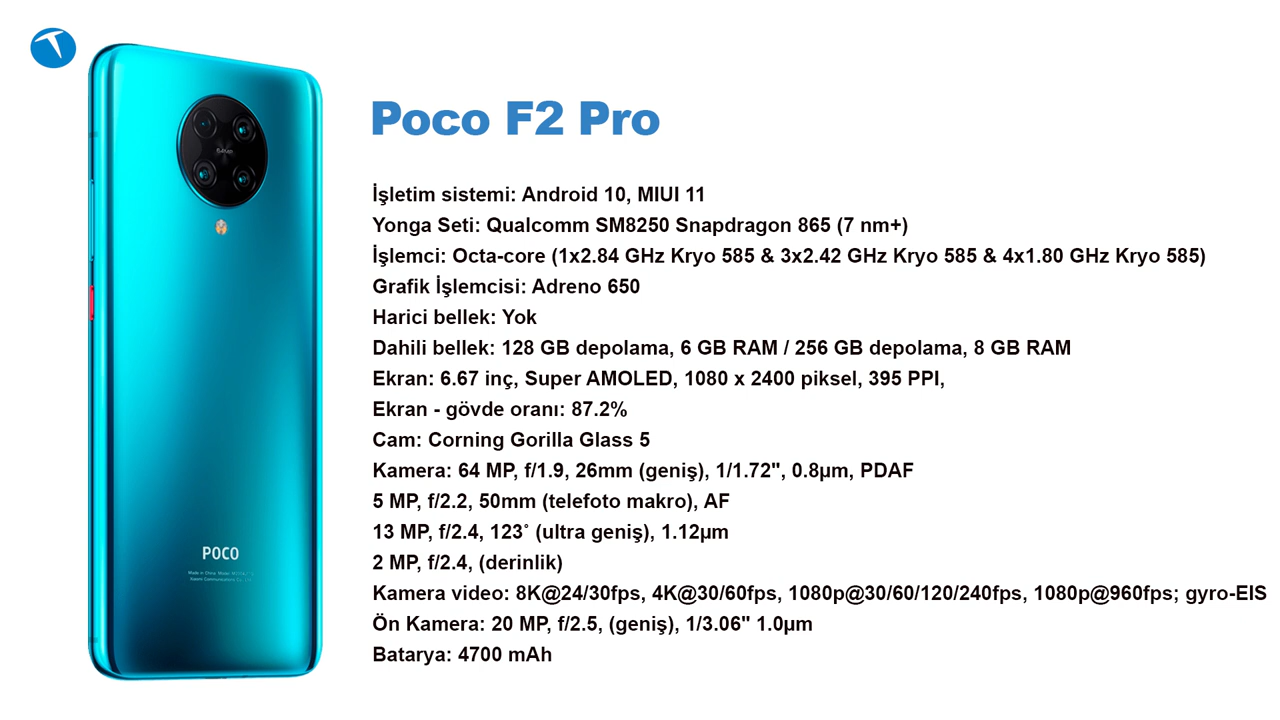 Poco F2 Pro
İşletim sistemi: Android 10, MIUI 11
Yonga Seti: Qualcomm SM8250 Snapdragon 865 (7 nm+)
İşlemci: Octa-core (1x2.84 GHz Kryo 585 & 3x2.42 GHz Kryo 585 & 4x1.80 GHz Kryo 585)
Grafik İşlemcisi: Adreno 650
Harici bellek: Yok
Dahili bellek: 128 GB depolama, 6 GB RAM / 256 GB depolama, 8 GB RAM
Ekran: 6.67 inç, Super AMOLED, 1080 x 2400 piksel, 395 PPI,
Ekran - gövde oranı: 87.2%
Cam: Corning Gorilla Glass 5
Kamera: 64 MP, f/1.9, 26mm (geniş), 1/1.72", 0.8µm, PDAF
5 MP, f/2.2, 50mm (telefoto makro), AF
13 MP, f/2.4, 123˚ (ultra geniş), 1.12µm
2 MP, f/2.4, (derinlik)
Kamera video: 8K@24/30fps, 4K@30/60fps, 1080p@30/60/120/240fps, 1080p@960fps; gyro-EIS
Ön Kamera: 20 MP, f/2.5, (geniş), 1/3.06" 1.0µm
Batarya: 4700 mAh
POCO
Made in China
Xiaomi Communications Co.